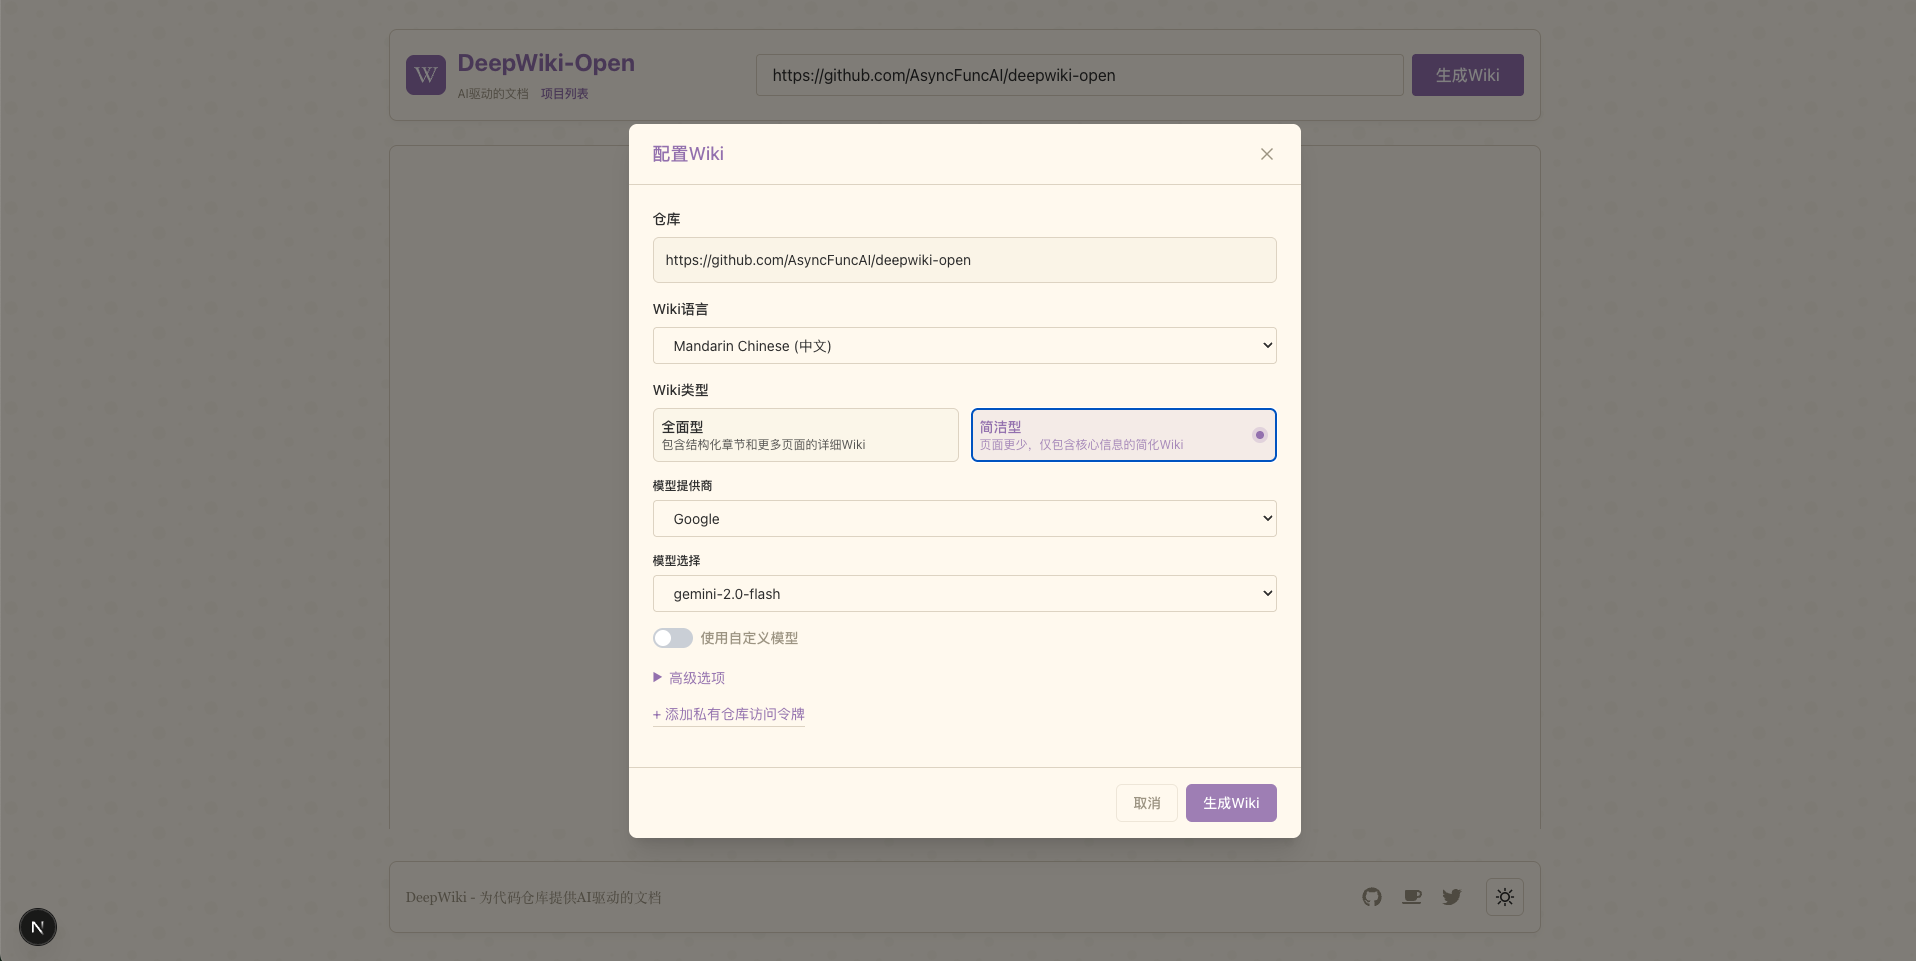 W
DeepWiki-Open
AI驱动的文档 项目列表
https://github.com/AsyncFuncAI/deepwiki-open
生成Wiki
配置Wiki
仓库
https://github.com/AsyncFuncAI/deepwiki-open
Wiki语言
Mandarin Chinese (中文)
Wiki类型
全面型
包含结构化章节和更多页面的详细Wiki
简洁型
页面更少，仅包含核心信息的简化Wiki
模型提供商
Google
模型选择
gemini-2.0-flash
使用自定义模型
高级选项
+ 添加私有仓库访问令牌
取消
生成Wiki
DeepWiki - 为代码仓库提供AI驱动的文档
N